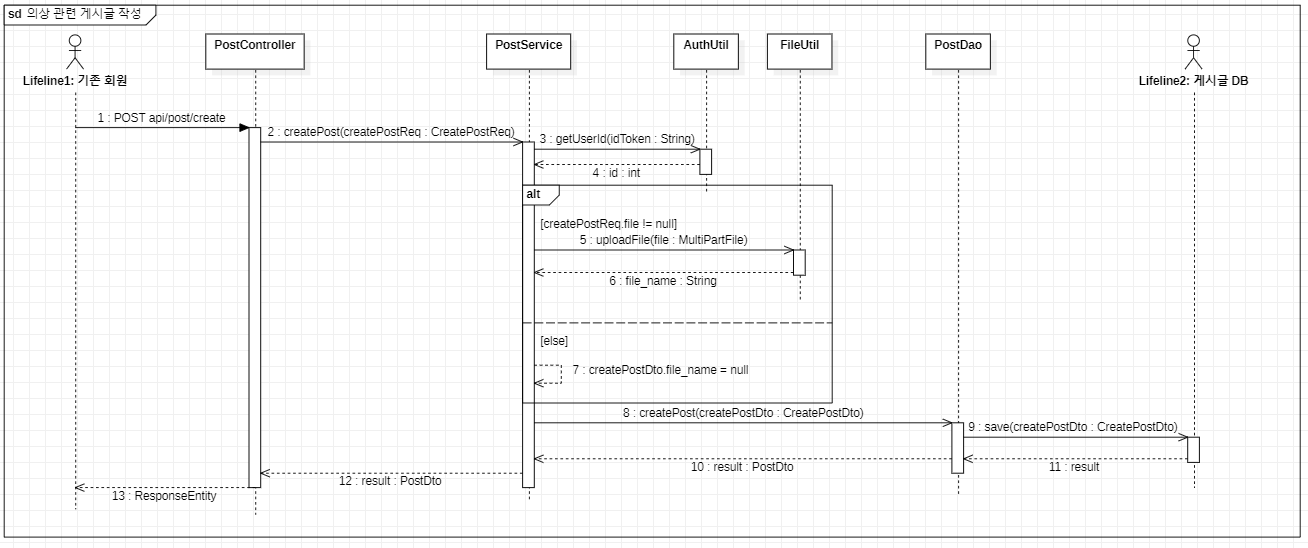 sd 의상 관련 게시글 작성
PostController
PostService
AuthUtil
FileUtil
PostDao
Lifeline1: 기존 회원
Lifeline2: 게시글 DB
1 : POST api/post/create
2 : createPost(createPostReq : CreatePostReq)
3 : getUserId(idToken : String)
4 : id : int
alt
[createPostReq.file != null]
5 : uploadFile(file : MultiPartFile)
6 : file_name : String
[else]
7 : createPostDto.file_name = null
8 : createPost(createPostDto : CreatePostDto)
9 : save(createPostDto : CreatePostDto)
10 : result : PostDto
11 : result
12 : result : PostDto
13 : ResponseEntity